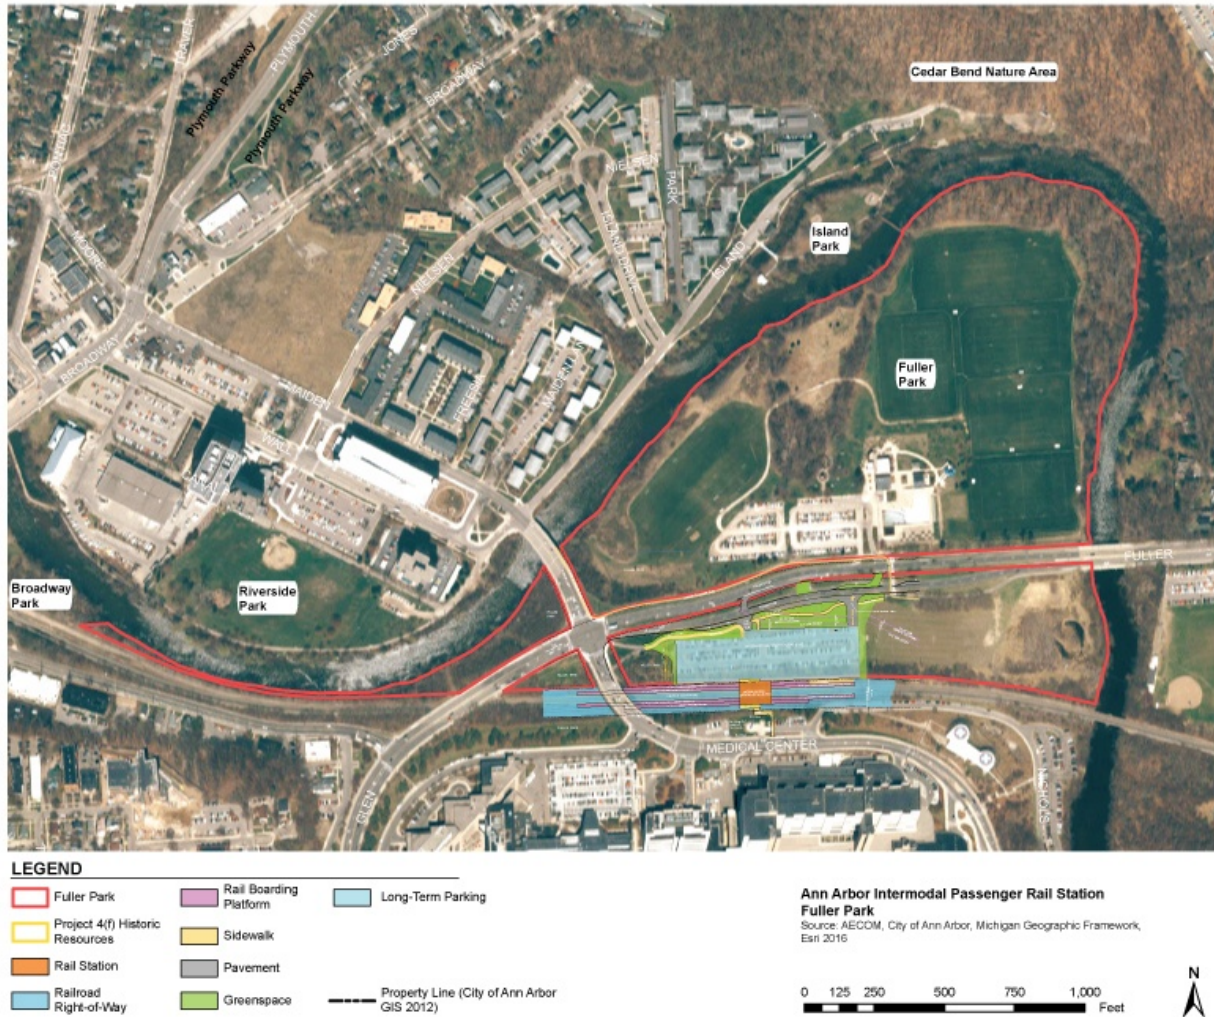 TRAVER
PLYMOUTH
Plymouth Parkway
Plymouth Parkway
JONES
BROADWAY
Cedar Bend Nature Area
PONTIAC
MOORE
NIELSEN
PARK
ISLAND
Island
Park
ISLAND
NIELSEN
BROADWAY
MAIDEN
WALL
MAIDEN
Fuller
Park
FULLER
Broadway
Park
Riverside
Park
GLEN
MEDICAL CENTER
NICHOLS
LEGEND
Fuller Park
Project 4(f) Historic
Resources
Rail Station
Railroad
Right-of-Way
Rail Boarding
Platform
Sidewalk
Pavement
Greenspace
Long-Term Parking
Property Line (City of Ann Arbor
GIS 2012)
Ann Arbor Intermodal Passenger Rail Station
Fuller Park
Source: AECOM, City of Ann Arbor, Michigan Geographic Framework,
Esri 2016
N
0 125 250 500 750 1,000
Feet